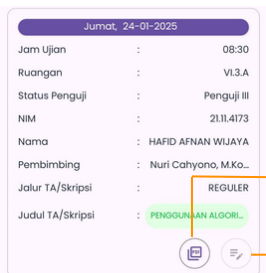 Jumat, 24-01-2025
Jam Ujian : 08:30
Ruangan : VI.3.A
Status Penguji : Penguji III
NIM : 21.11.4173
Nama : HAFID AFNAN WIJAYA
Pembimbing : Nuri Cahyono, M.Ko...
Jalur TA/Skripsi : REGULER
Judul TA/Skripsi : PENGGUNAAN ALGORI...